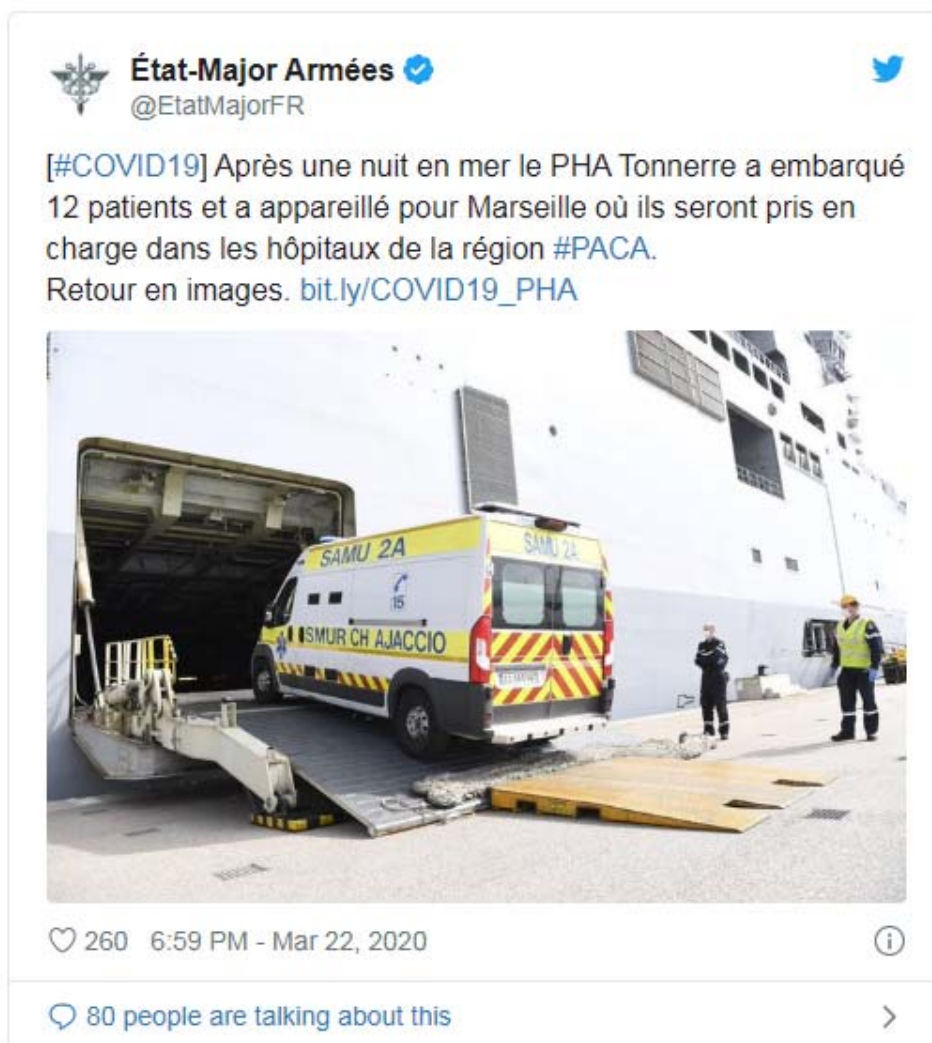 État-Major Armées
@EtatMajorFR
[#COVID19] Après une nuit en mer le PHA Tonnerre a embarqué
12 patients et a appareillé pour Marseille où ils seront pris en
charge dans les hôpitaux de la région #PACA.
Retour en images. bit.ly/COVID19_PHA
SAMU 2A
SAMU 2A
15
SMUR CH AJACCIO
260 6:59 PM - Mar 22, 2020
80 people are talking about this